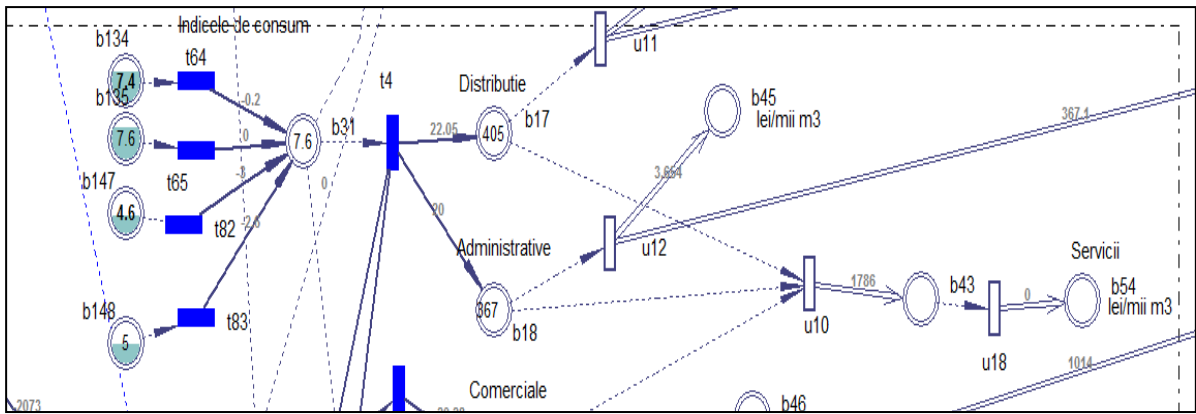 Indicele de consum
b134
t64
7.4
-0.2
b135
7.6
0
t65
b147
4.6
-3
t82
-2.6
b148
5
t83
7.6
b31
0
t4
22.05
20
Distributie
405
b17
u11
b45
lei/mii m3
3.664
367.1
u12
Administrative
367
b18
1786
u10
b43
u18
0
Servicii
b54
lei/mii m3
Comerciale
1014
b46
2073